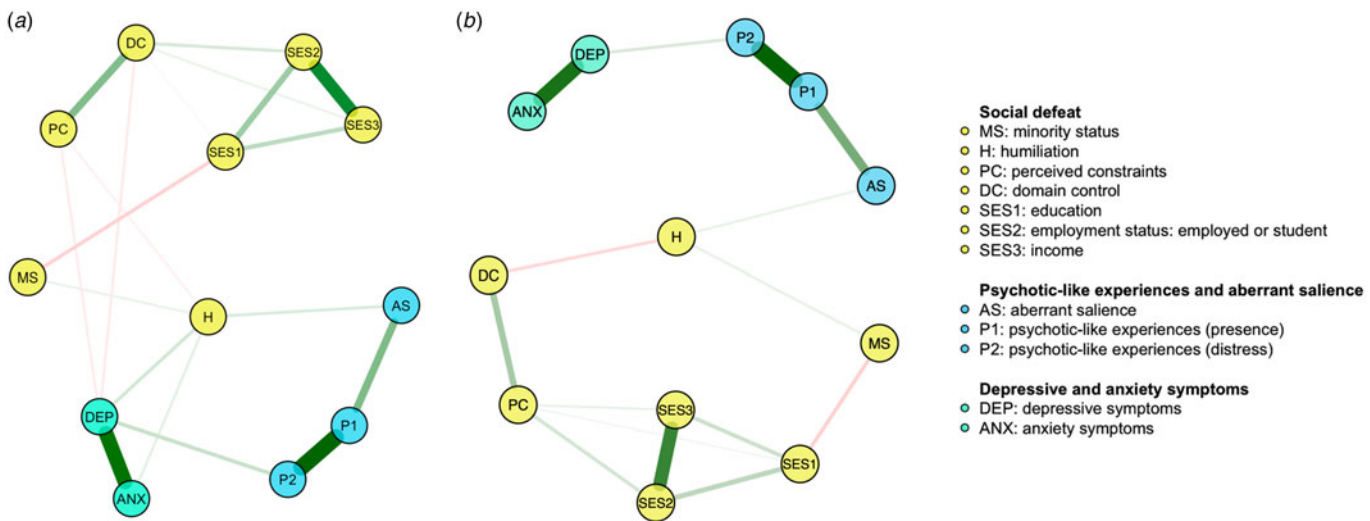 (a)
DC
SES2
PC
SES1
SES3
MS
H
AS
DEP
P1
P2
ANX
(b)
P2
DEP
P1
ANX
AS
H
DC
MS
PC
SES3
SES1
SES2
Social defeat
MS: minority status
H: humiliation
PC: perceived constraints
DC: domain control
SES1: education
SES2: employment status: employed or student
SES3: income
Psychotic-like experiences and aberrant salience
AS: aberrant salience
P1: psychotic-like experiences (presence)
P2: psychotic-like experiences (distress)
Depressive and anxiety symptoms
DEP: depressive symptoms
ANX: anxiety symptoms